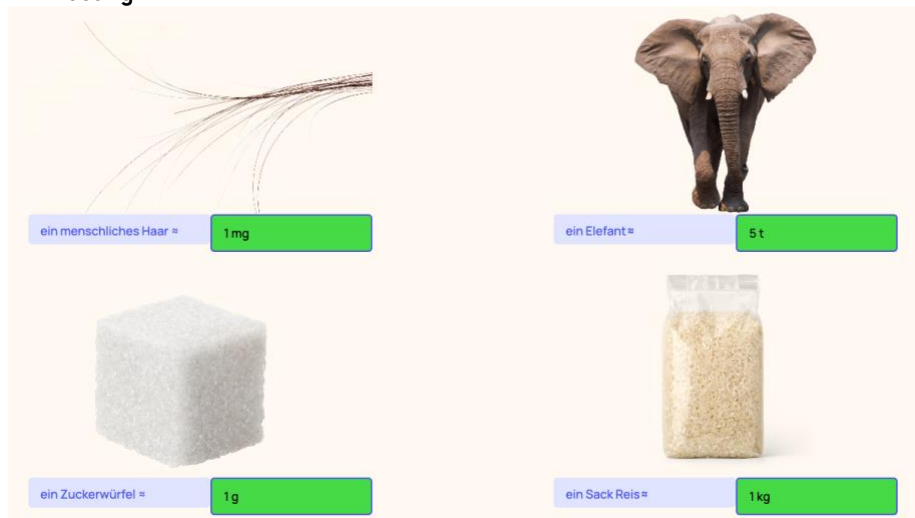 ein menschliches Haar ≈ 1 mg
ein Elefant ≈ 5 t
ein Zuckerwürfel ≈ 1 g
ein Sack Reis ≈ 1 kg